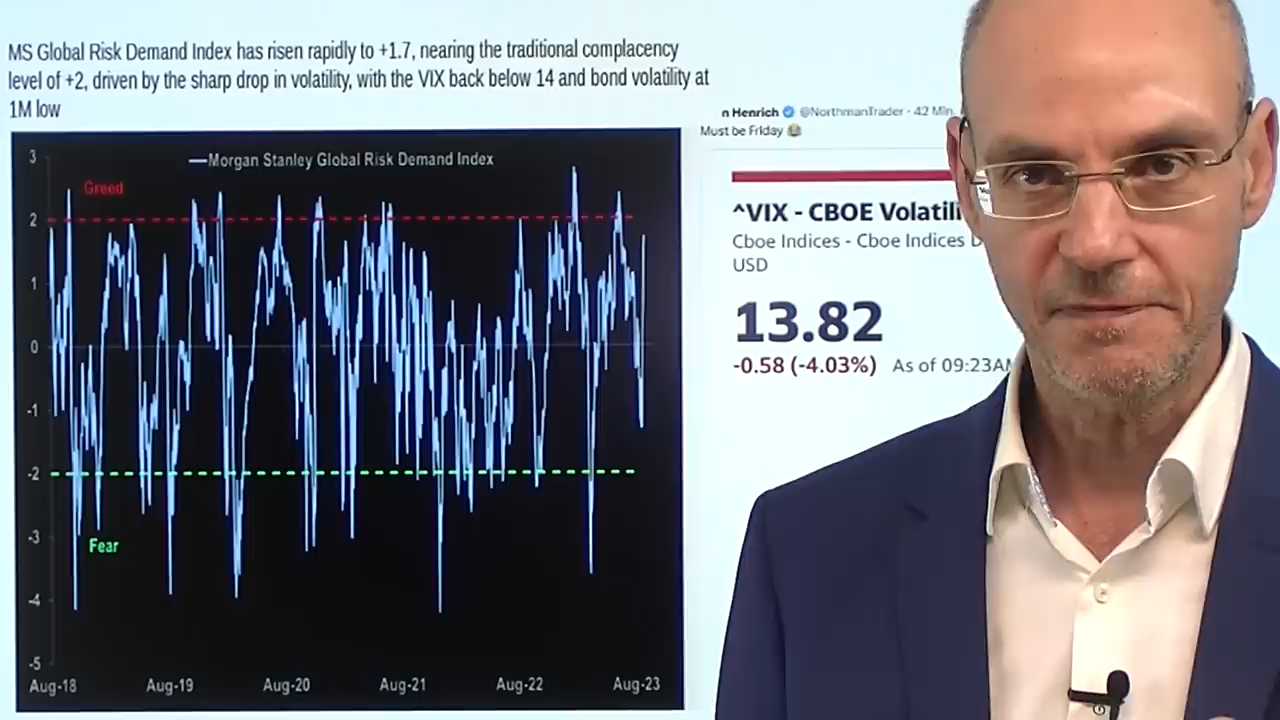 MS Global Risk Demand Index has risen rapidly to +1.7, nearing the traditional complacency
level of +2, driven by the sharp drop in volatility, with the VIX back below 14 and bond volatility at
1M low
Morgan Stanley Global Risk Demand Index
3
Greed
2
1
0
-1
-2
-3
Fear
-4
-5
Aug-18 Aug-19 Aug-20 Aug-21 Aug-22 Aug-23
n Henrich @NorthmanTrader · 42 Min.
Must be Friday 😂
^VIX - CBOE Volatili
Cboe Indices - Cboe Indices D
USD
13.82
-0.58 (-4.03%) As of 09:23AM